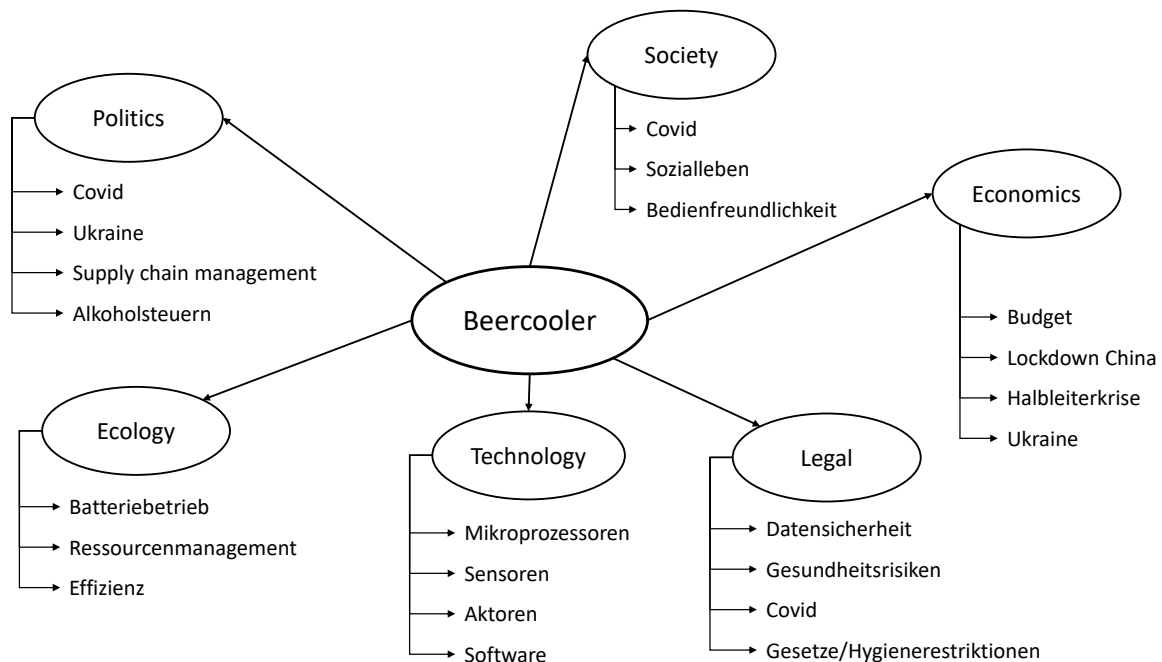 Society
Covid
Sozialleben
Bedienfreundlichkeit
Politics
Covid
Ukraine
Supply chain management
Alkoholsteuern
Economics
Budget
Lockdown China
Halbleiterkrise
Ukraine
Beercooler
Ecology
Batteriebetrieb
Ressourcenmanagement
Effizienz
Technology
Mikroprozessoren
Sensoren
Aktoren
Software
Legal
Datensicherheit
Gesundheitsrisiken
Covid
Gesetze/Hygienerestriktionen